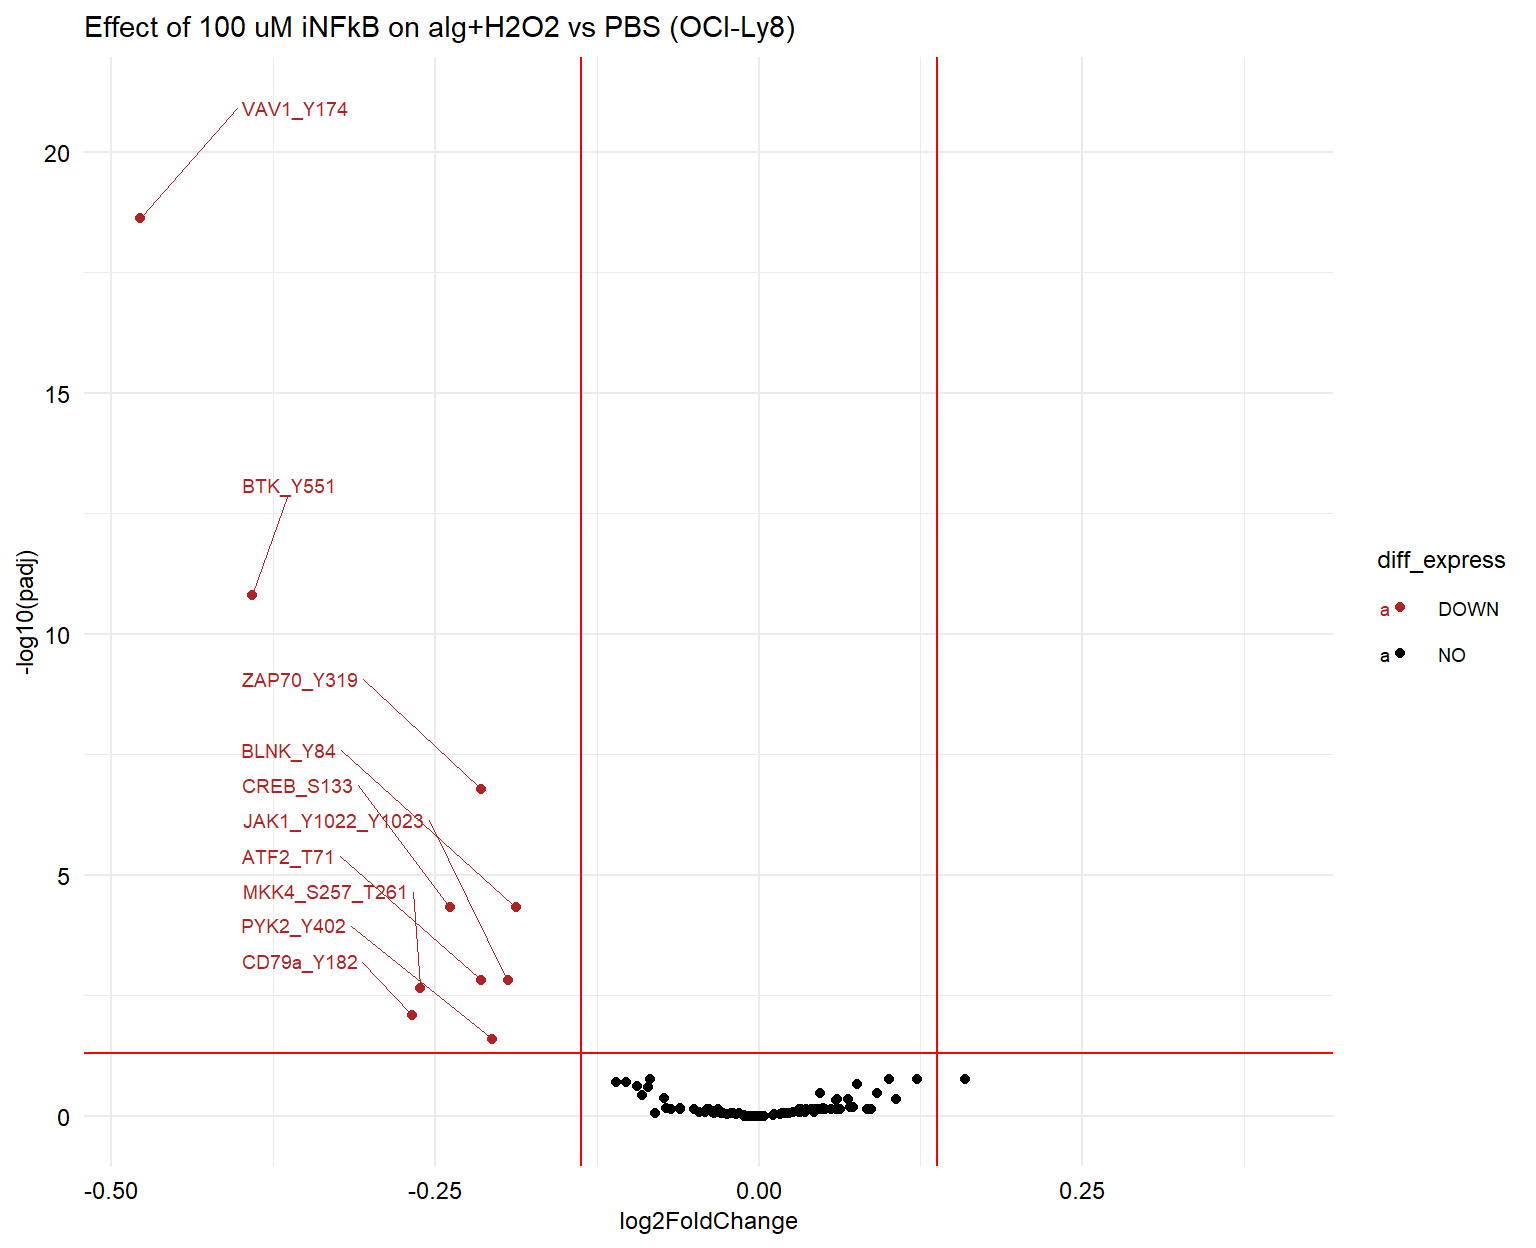 Effect of 100 uM iNFkB on aIg+H2O2 vs PBS (OCI-Ly8)
VAV1_Y174
20
15
BTK_Y551
-log10(padj)
10
ZAP70_Y319
BLNK_Y84
CREB_S133
JAK1_Y1022_Y1023
ATF2_T71
5
MKK4_S257_T261
PYK2_Y402
CD79a_Y182
0
-0.50
-0.25
0.00
0.25
log2FoldChange
diff_express
a DOWN
a NO